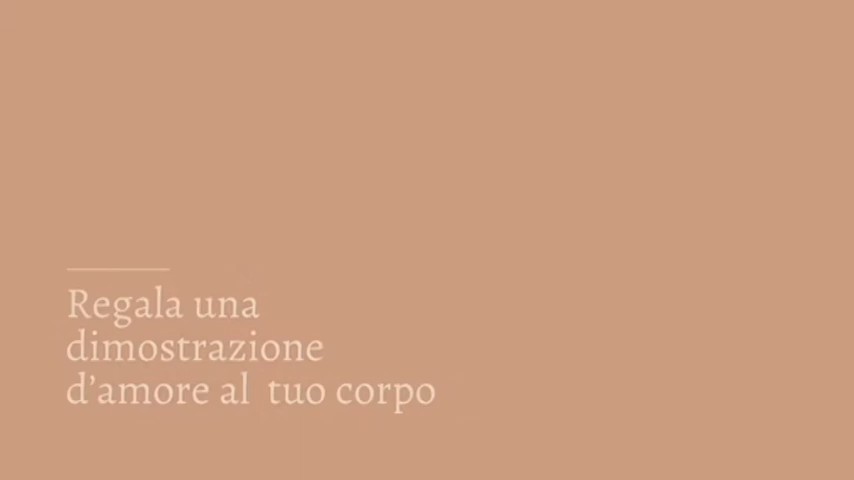 Regala una
dimostrazione
d’amore al  tuo corpo